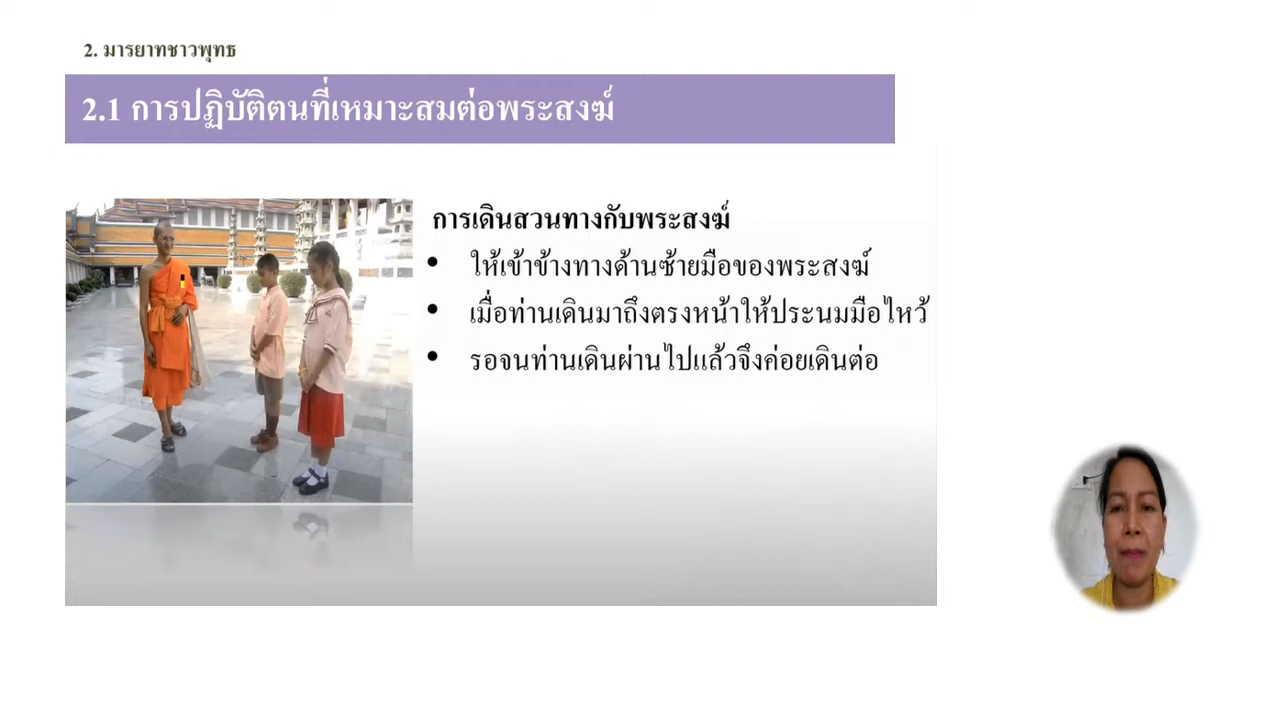 2. มารยาทชาวพุทธ
2.1 การปฏิบัติตนที่เหมาะสมต่อพระสงฆ์
การเดินสวนทางกับพระสงฆ์
• ให้เข้าข้างทางด้านซ้ายมือของพระสงฆ์
• เมื่อท่านเดินมาถึงตรงหน้าให้ประนมมือไหว้
• รอจนท่านเดินผ่านไปแล้วจึงค่อยเดินต่อ